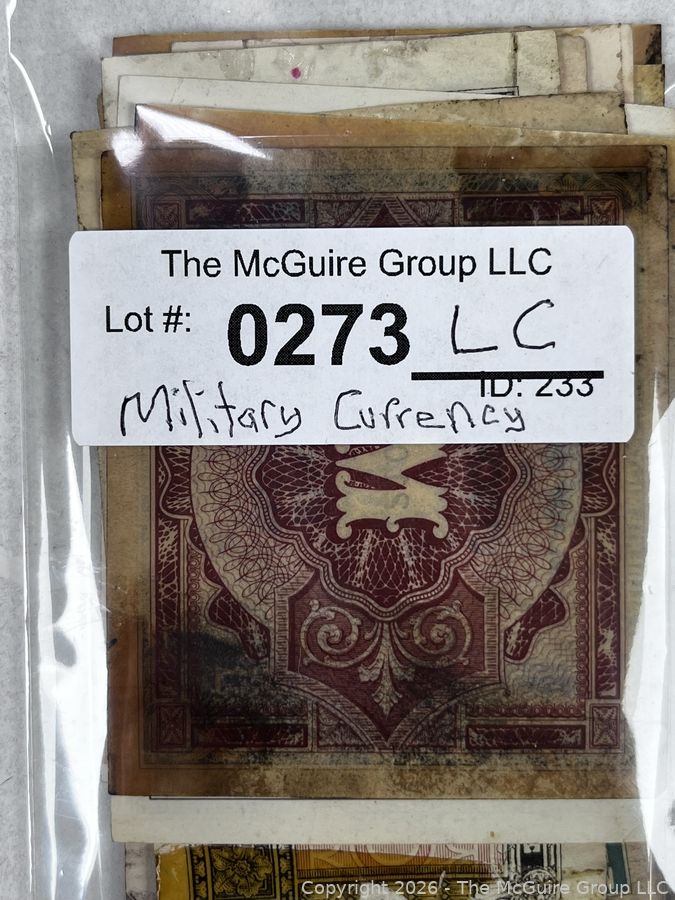 The McGuire Group LLC
Lot #: 0273 LC
ID: 233
Military Currency
Copyright 2026 - The McGuire Group LLC